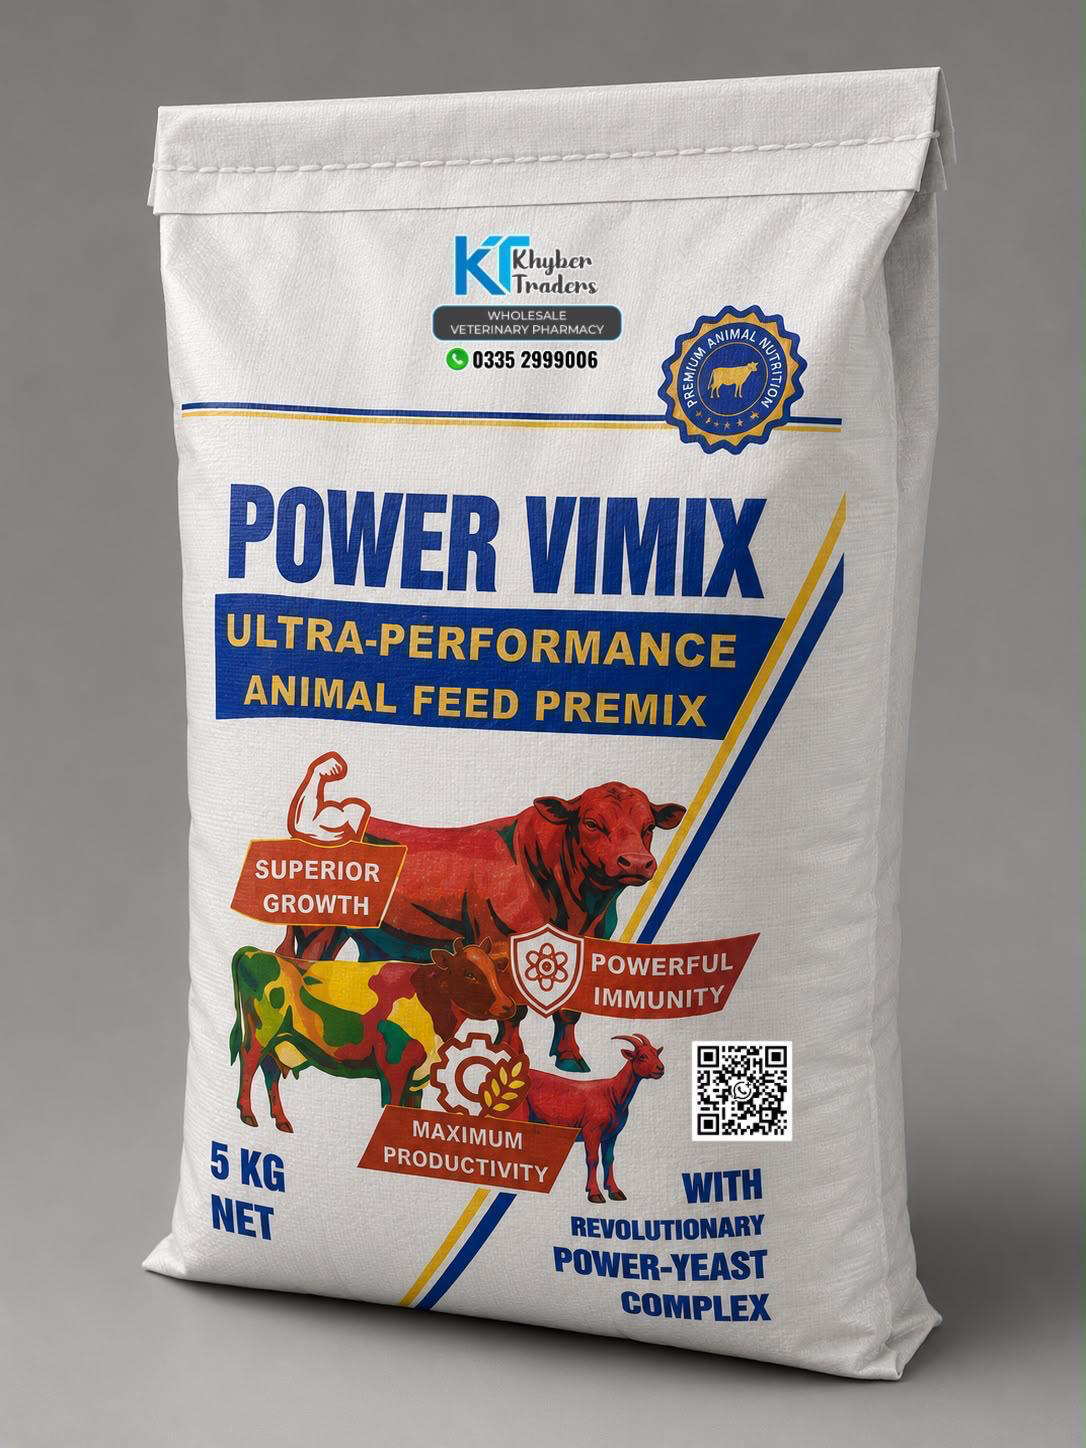 KT Khyber
Traders
WHOLESALE
VETERINARY PHARMACY
0335 2999006
PREMIUM ANIMAL NUTRITION
POWER VIMIX
ULTRA-PERFORMANCE
ANIMAL FEED PREMIX
SUPERIOR
GROWTH
POWERFUL
IMMUNITY
MAXIMUM
PRODUCTIVITY
5 KG
NET
WITH
REVOLUTIONARY
POWER-YEAST
COMPLEX